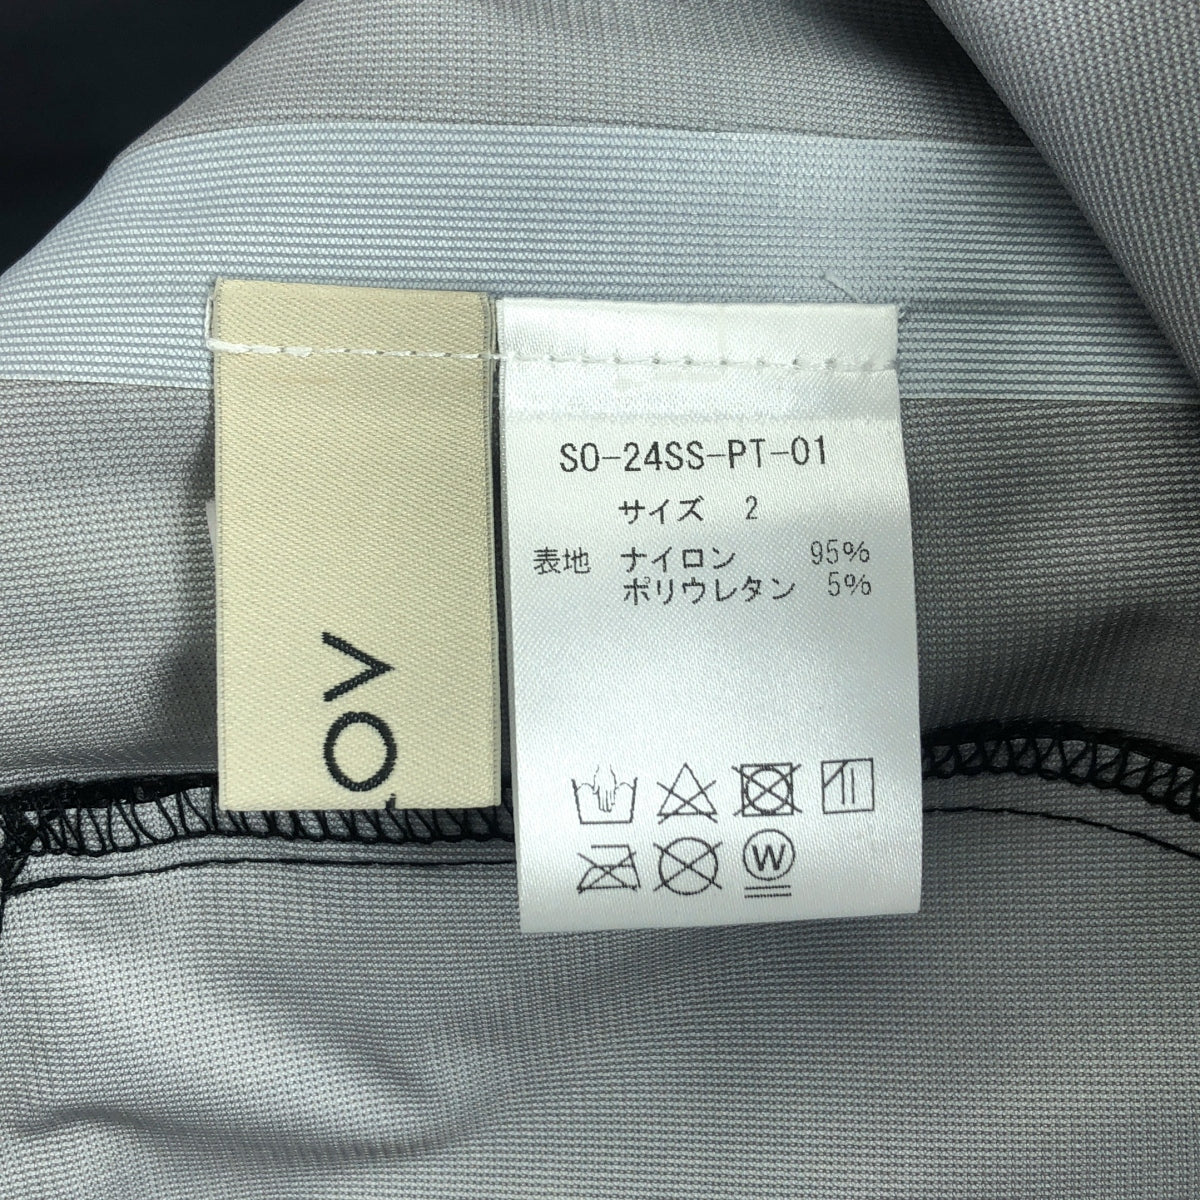 OV
SO-24SS-PT-01
サイズ 2
表地 ナイロン 95%
ポリウレタン 5%
W